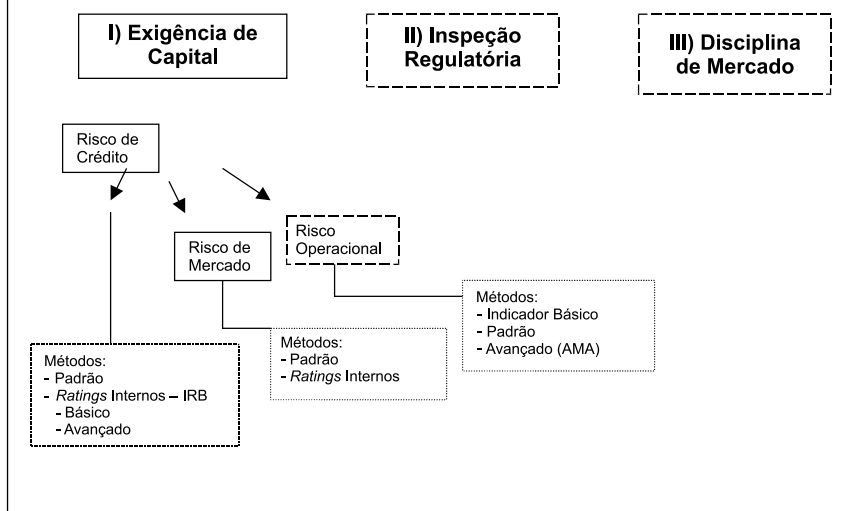 I) Exigência de
Capital
II) Inspeção
Regulatória
III) Disciplina
de Mercado
Risco de
Crédito
Risco de
Mercado
Risco
Operacional
Métodos:
- Padrão
- Ratings Internos – IRB
- Básico
- Avançado
Métodos:
- Padrão
- Ratings Internos
Métodos:
- Indicador Básico
- Padrão
- Avançado (AMA)